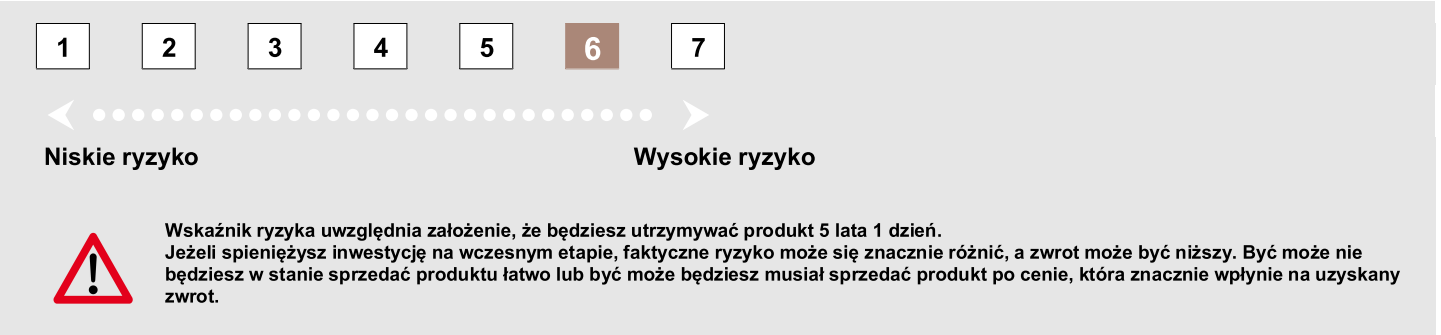 1 2 3 4 5 6 7
Niskie ryzyko Wysokie ryzyko
Wskaźnik ryzyka uwzględnia założenie, że będziesz utrzymywać produkt 5 lata 1 dzień.
Jeżeli spieniężysz inwestycję na wczesnym etapie, faktyczne ryzyko może się znacznie różnić, a zwrot może być niższy. Być może nie
będziesz w stanie sprzedać produktu łatwo lub być może będziesz musiał sprzedać produkt po cenie, która znacznie wpłynie na uzyskany
zwrot.